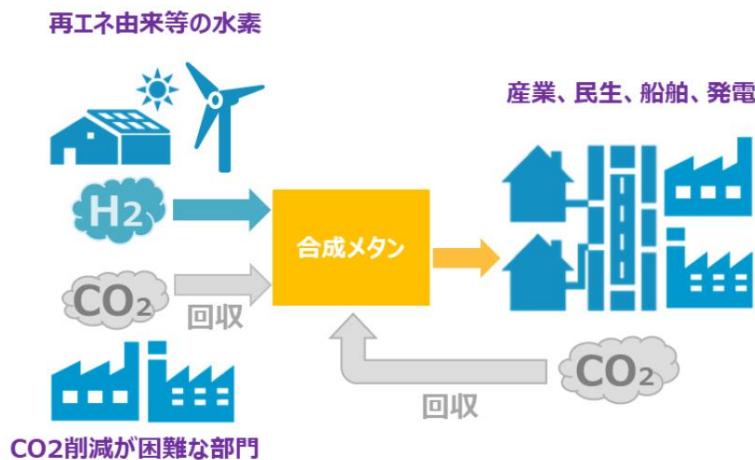 再エネ由来等の水素
産業、民生、船舶、発電
H2
合成メタン
CO2
回収
CO2
回収
CO2削減が困難な部門